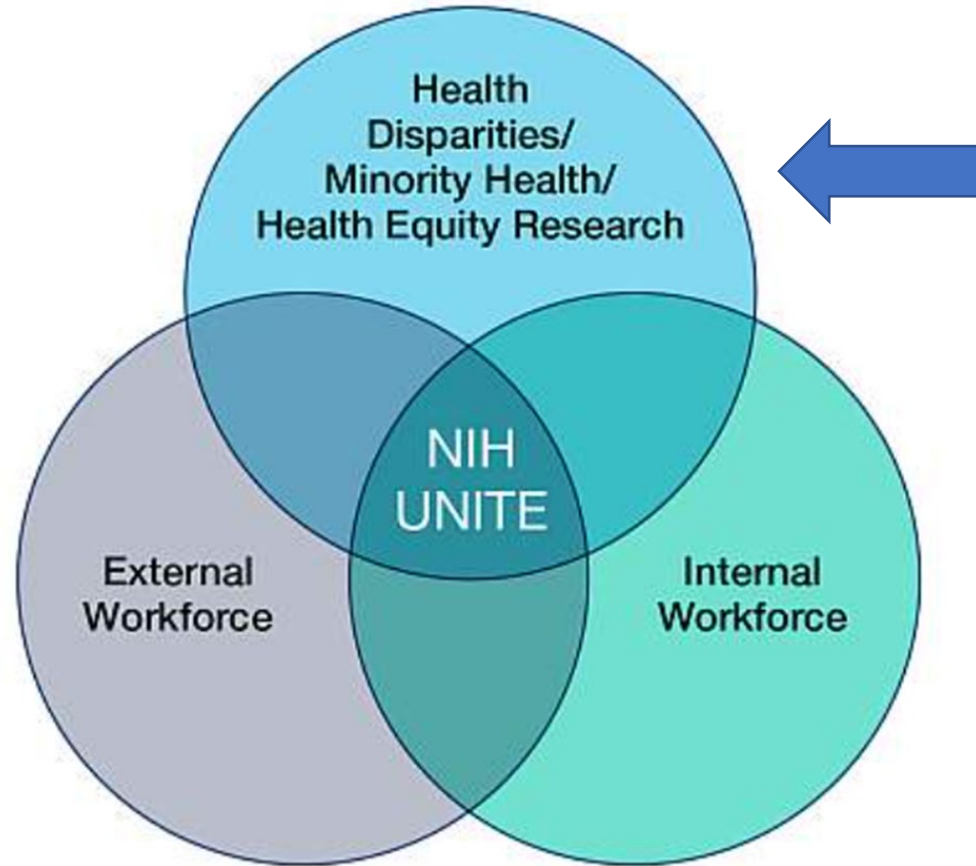 Health
Disparities/
Minority Health/
Health Equity Research
NIH
UNITE
External
Workforce
Internal
Workforce